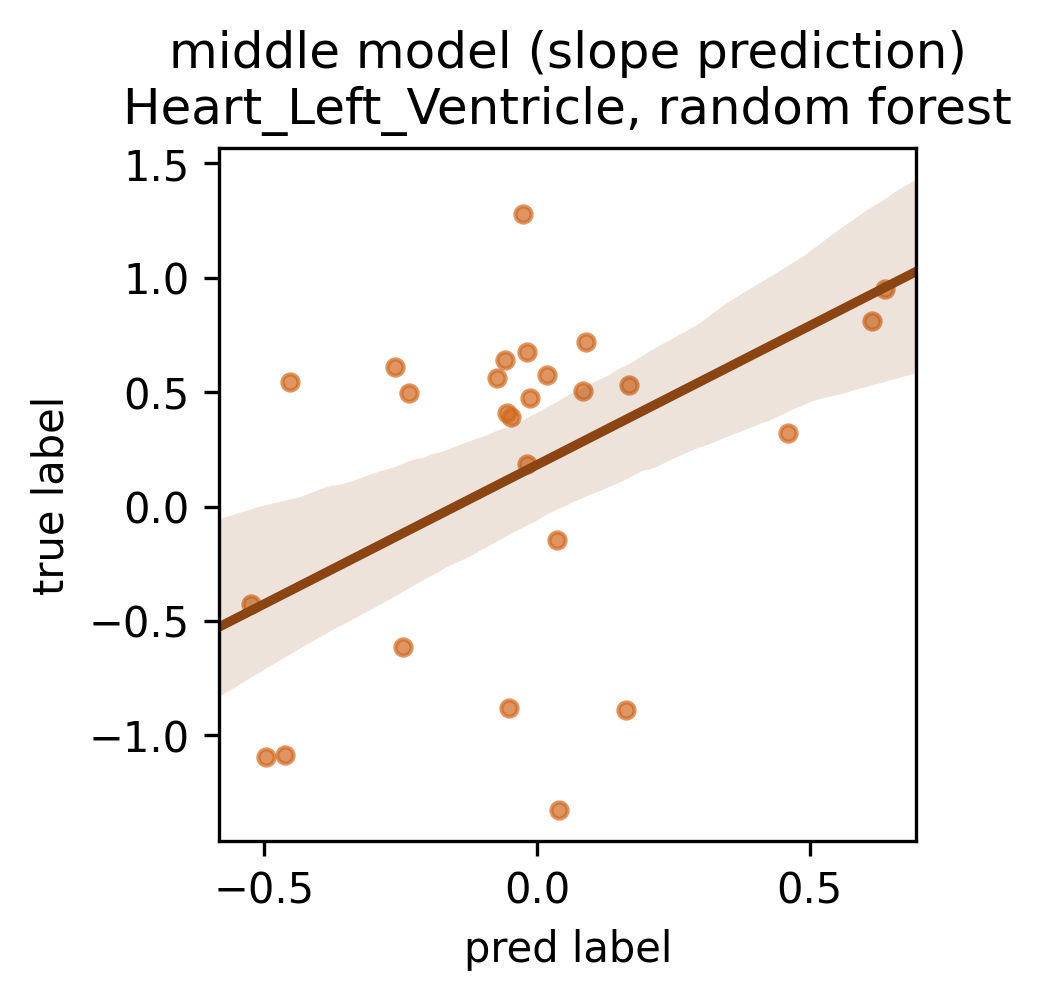 middle model (slope prediction)
Heart_Left_Ventricle, random forest
1.5
1.0
0.5
0.0
−0.5
−1.0
true label
−0.5 0.0 0.5
pred label